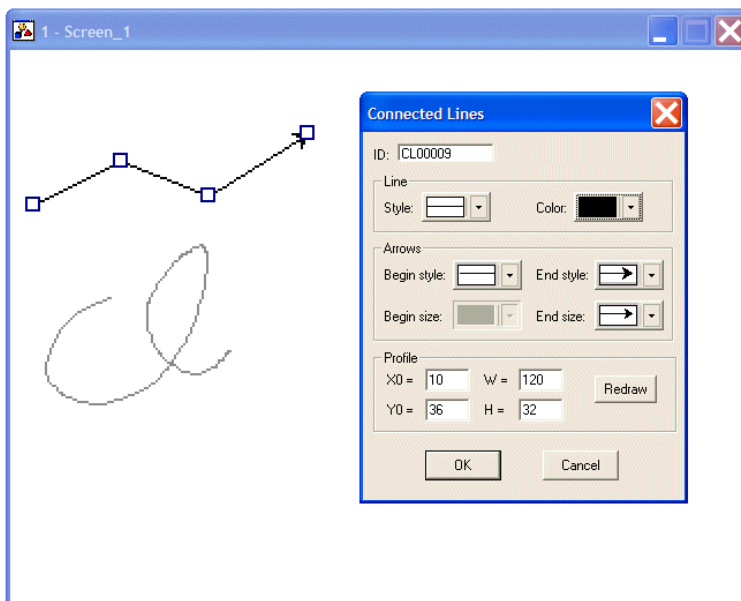 1 - Screen_1
Connected Lines
ID: CL00009
Line
Style: Color:
Arrows
Begin style: End style:
Begin size: End size:
Profile
X0 = 10 W = 120
Redraw
Y0 = 36 H = 32
OK Cancel